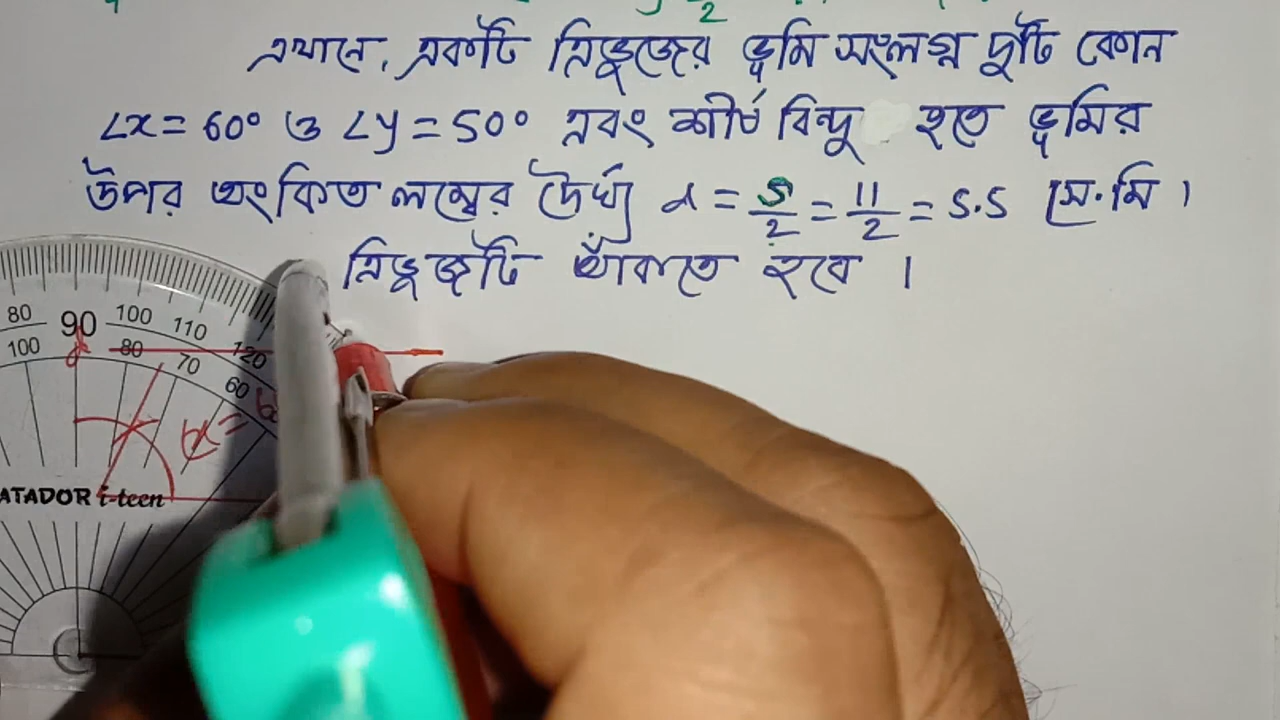 2
এখানে, একটি ত্রিভুজের ভূমি সংলগ্ন দুটি কোন
∠x = 60° ও ∠y = 50° এবং শীর্ষ বিন্দু হতে ভূমির
উপর অংকিত লম্বের দৈর্ঘ্য d = S/2 = 11/2 = 5.5 সে.মি।
ত্রিভুজটি আঁকতে হবে ।
80 90 100 110 120
100 80 70 60
ATADOR i-teen